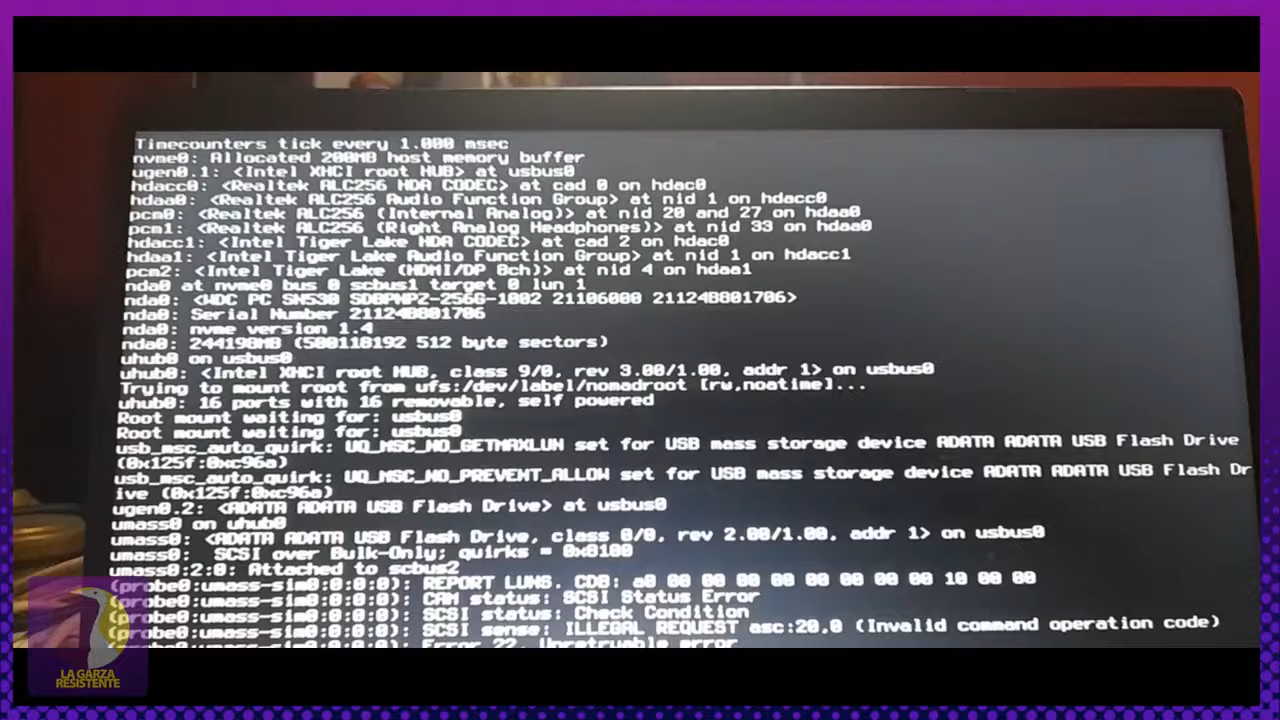 Timecounters tick every 1.000 msec
nvme0: Allocated 200MB host memory buffer
ugen0.1: <Intel XHCI root HUB> at usbus0
hdacc0: <Realtek ALC256 HDA CODEC> at cad 0 on hdac0
hdaa0: <Realtek ALC256 Audio Function Group> at nid 1 on hdacc0
pcm0: <Realtek ALC256 (Internal Analog)> at nid 20 and 27 on hdaa0
pcm1: <Realtek ALC256 (Right Analog Headphones)> at nid 33 on hdaa0
hdacc1: <Intel Tiger Lake HDA CODEC> at cad 2 on hdac0
hdaa1: <Intel Tiger Lake Audio Function Group> at nid 1 on hdacc1
pcm2: <Intel Tiger Lake (HDMI/DP 8ch)> at nid 4 on hdaa1
nda0 at nvme0 bus 0 scbus1 target 0 lun 1
nda0: <WDC PC SN530 SDBPNPZ-256G-1002 21106000 21124B801706>
nda0: Serial Number 21124B801706
nda0: nvme version 1.4
nda0: 244198MB (500118192 512 byte sectors)
uhub0 on usbus0
uhub0: <Intel XHCI root HUB, class 9/0, rev 3.00/1.00, addr 1> on usbus0
Trying to mount root from ufs:/dev/label/nomadroot [rw,noatime]...
uhub0: 16 ports with 16 removable, self powered
Root mount waiting for: usbus0
Root mount waiting for: usbus0
usb_msc_auto_quirk: UQ_MSC_NO_GETMAXLUN set for USB mass storage device ADATA ADATA USB Flash Drive
(0x125f:0xc96a)
usb_msc_auto_quirk: UQ_MSC_NO_PREVENT_ALLOW set for USB mass storage device ADATA ADATA USB Flash Dr
ive (0x125f:0xc96a)
ugen0.2: <ADATA ADATA USB Flash Drive> at usbus0
umass0 on uhub0
umass0: <ADATA ADATA USB Flash Drive, class 0/0, rev 2.00/1.00, addr 1> on usbus0
umass0:  SCSI over Bulk-Only; quirks = 0x8100
umass0:2:0: Attached to scbus2
(probe0:umass-sim0:0:0:0): REPORT LUNS. CDB: a0 00 00 00 00 00 00 00 00 10 00 00
(probe0:umass-sim0:0:0:0): CAM status: SCSI Status Error
(probe0:umass-sim0:0:0:0): SCSI status: Check Condition
(probe0:umass-sim0:0:0:0): SCSI sense: ILLEGAL REQUEST asc:20,0 (Invalid command operation code)
(probe0:umass-sim0:0:0:0): Error 22, Unretryable error
LA GARZA
RESISTENTE